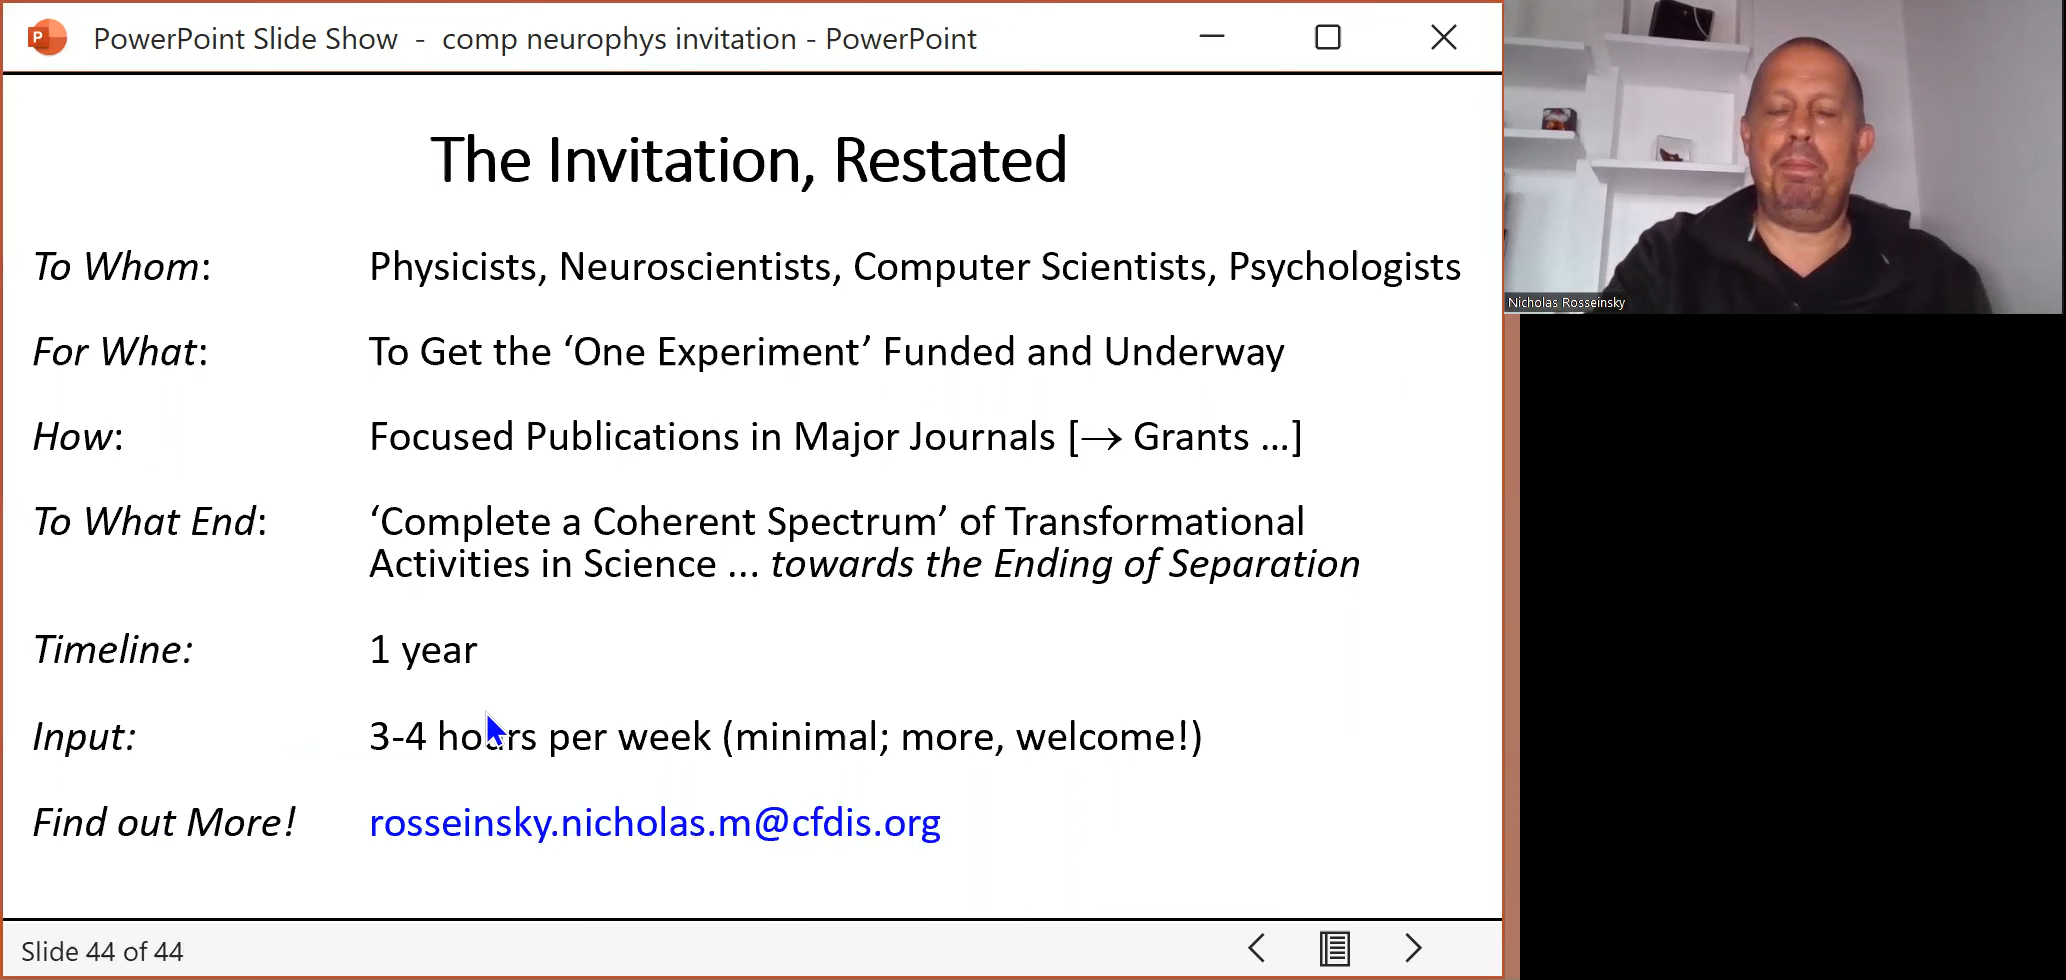 PowerPoint Slide Show - comp neurophys invitation - PowerPoint
The Invitation, Restated
To Whom: Physicists, Neuroscientists, Computer Scientists, Psychologists
For What: To Get the ‘One Experiment’ Funded and Underway
How: Focused Publications in Major Journals [→ Grants ...]
To What End: ‘Complete a Coherent Spectrum’ of Transformational
Activities in Science ... towards the Ending of Separation
Timeline: 1 year
Input: 3-4 hours per week (minimal; more, welcome!)
Find out More! rosseinsky.nicholas.m@cfdis.org
Slide 44 of 44
Nicholas Rosseinsky